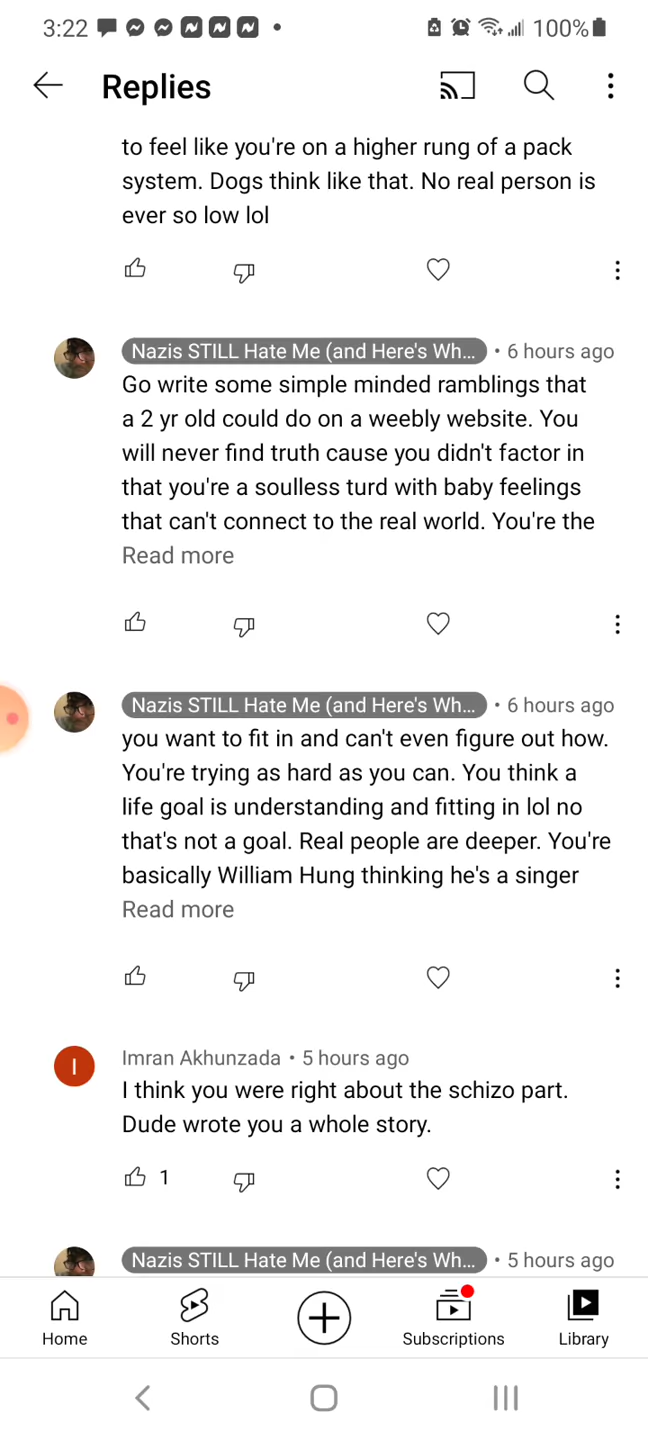 3:22
100%
Replies
to feel like you're on a higher rung of a pack
system. Dogs think like that. No real person is
ever so low lol
Nazis STILL Hate Me (and Here's Wh... • 6 hours ago
Go write some simple minded ramblings that
a 2 yr old could do on a weebly website. You
will never find truth cause you didn't factor in
that you're a soulless turd with baby feelings
that can't connect to the real world. You're the
Read more
Nazis STILL Hate Me (and Here's Wh... • 6 hours ago
you want to fit in and can't even figure out how.
You're trying as hard as you can. You think a
life goal is understanding and fitting in lol no
that's not a goal. Real people are deeper. You're
basically William Hung thinking he's a singer
Read more
I
Imran Akhunzada • 5 hours ago
I think you were right about the schizo part.
Dude wrote you a whole story.
1
Nazis STILL Hate Me (and Here's Wh... • 5 hours ago
Home
Shorts
Subscriptions
Library